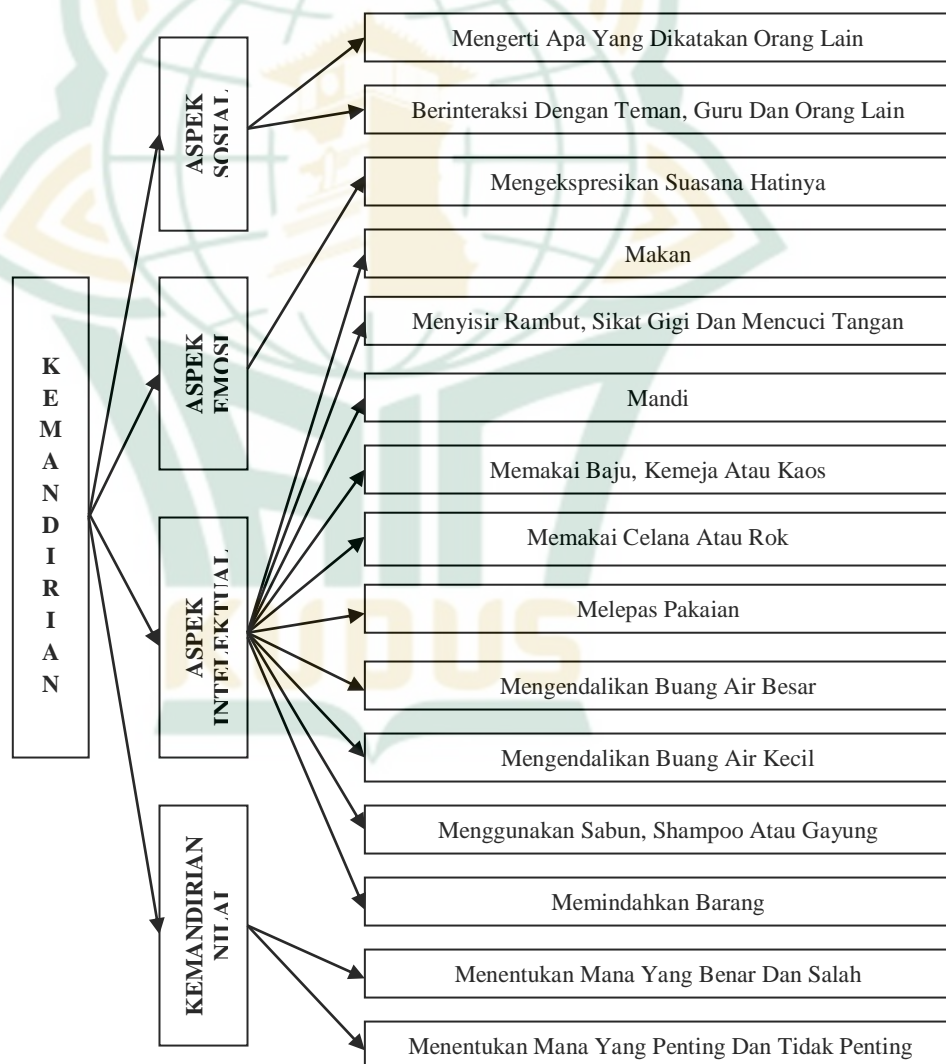 KEMANDIRIAN
ASPEK
SOSIAL
ASPEK
EMOSI
ASPEK
INTELEKTUAL
KEMANDIRIAN
NILAI
Mengerti Apa Yang Dikatakan Orang Lain
Berinteraksi Dengan Teman, Guru Dan Orang Lain
Mengekspresikan Suasana Hatinya
Makan
Menyisir Rambut, Sikat Gigi Dan Mencuci Tangan
Mandi
Memakai Baju, Kemeja Atau Kaos
Memakai Celana Atau Rok
Melepas Pakaian
Mengendalikan Buang Air Besar
Mengendalikan Buang Air Kecil
Menggunakan Sabun, Shampoo Atau Gayung
Memindahkan Barang
Menentukan Mana Yang Benar Dan Salah
Menentukan Mana Yang Penting Dan Tidak Penting
KUDUS